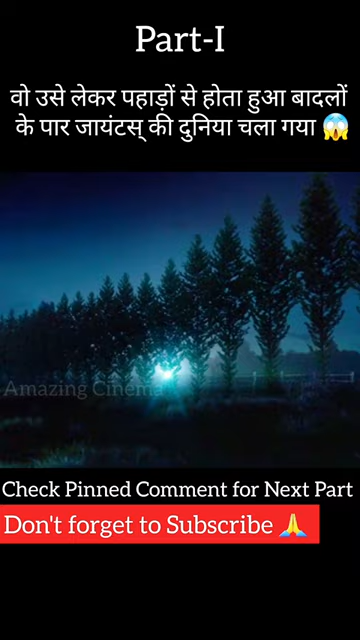 Part-I
वो उसे लेकर पहाड़ों से होता हुआ बादलों
के पार जायंटस् की दुनिया चला गया 😱
Amazing Cinema
Check Pinned Comment for Next Part
Don't forget to Subscribe 🙏